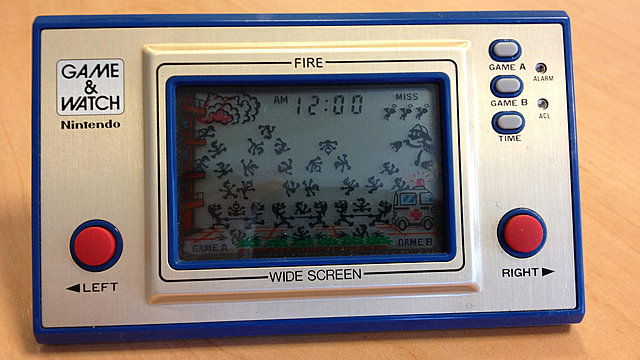 GAME
&
WATCH
Nintendo
FIRE
AM 12:00
MISS
GAME A
GAME B
WIDE SCREEN
GAME A
ALARM
GAME B
ACL
TIME
◀LEFT
RIGHT▶